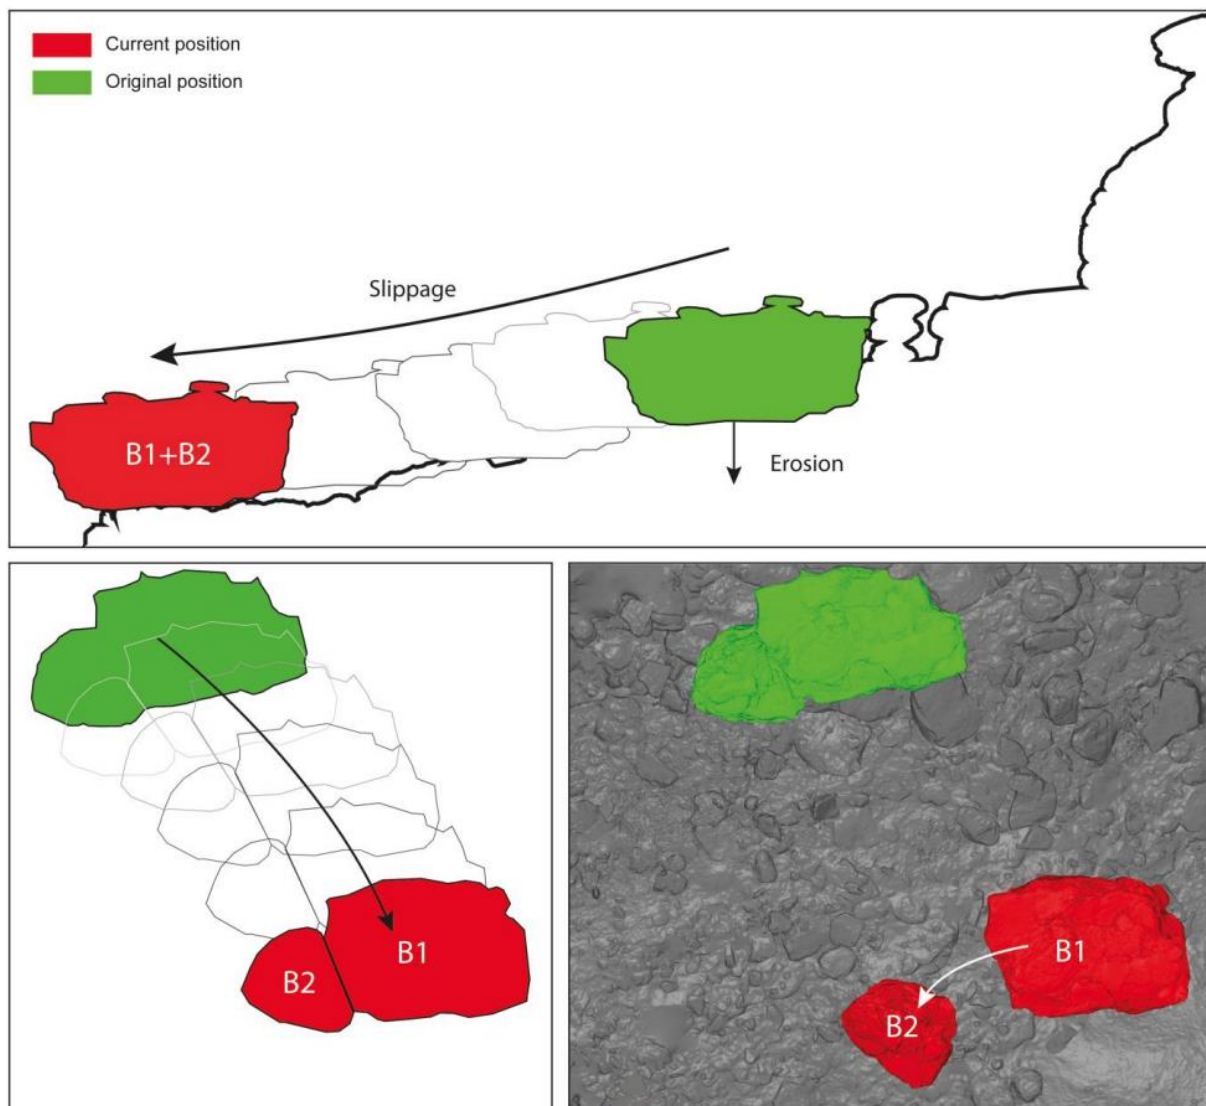 Current position
Original position
Slippage
B1+B2
Erosion
B1
B2
B1
B2